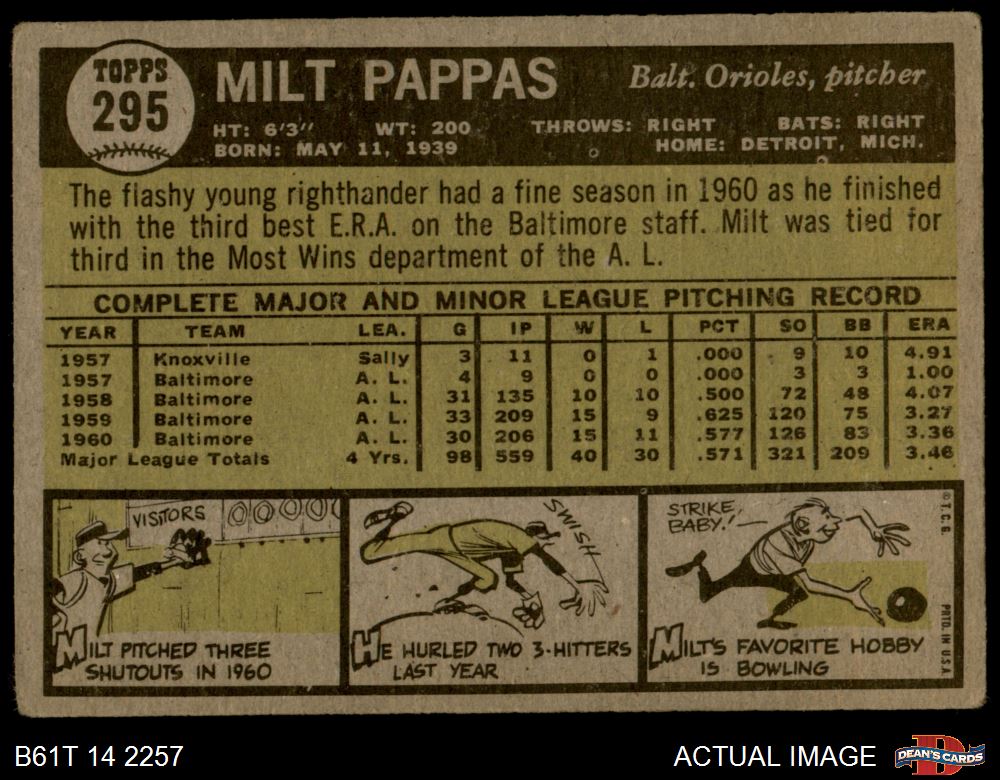 TOPPS
295
MILT PAPPAS
Balt. Orioles, pitcher
HT: 6'3" WT: 200 THROWS: RIGHT BATS: RIGHT
BORN: MAY 11, 1939 HOME: DETROIT, MICH.
The flashy young righthander had a fine season in 1960 as he finished
with the third best E.R.A. on the Baltimore staff. Milt was tied for
third in the Most Wins department of the A. L.
COMPLETE MAJOR AND MINOR LEAGUE PITCHING RECORD
YEAR TEAM LEA. G IP W L PCT SO BB ERA
1957 Knoxville Sally 3 11 0 1 .000 9 10 4.91
1957 Baltimore A. L. 4 9 0 0 .000 3 3 1.00
1958 Baltimore A. L. 31 135 10 10 .500 72 48 4.07
1959 Baltimore A. L. 33 209 15 9 .625 120 75 3.27
1960 Baltimore A. L. 30 206 15 11 .577 126 83 3.36
Major League Totals 4 Yrs. 98 559 40 30 .571 321 209 3.46
VISITORS 0 0 0 0
MILT PITCHED THREE
SHUTOUTS IN 1960
SWISH
HE HURLED TWO 3-HITTERS
LAST YEAR
STRIKE,
BABY!
MILT'S FAVORITE HOBBY
IS BOWLING
© T.C.G.
PRTD. IN U.S.A.
B61T 14 2257
ACTUAL IMAGE
D
DEAN'S CARDS